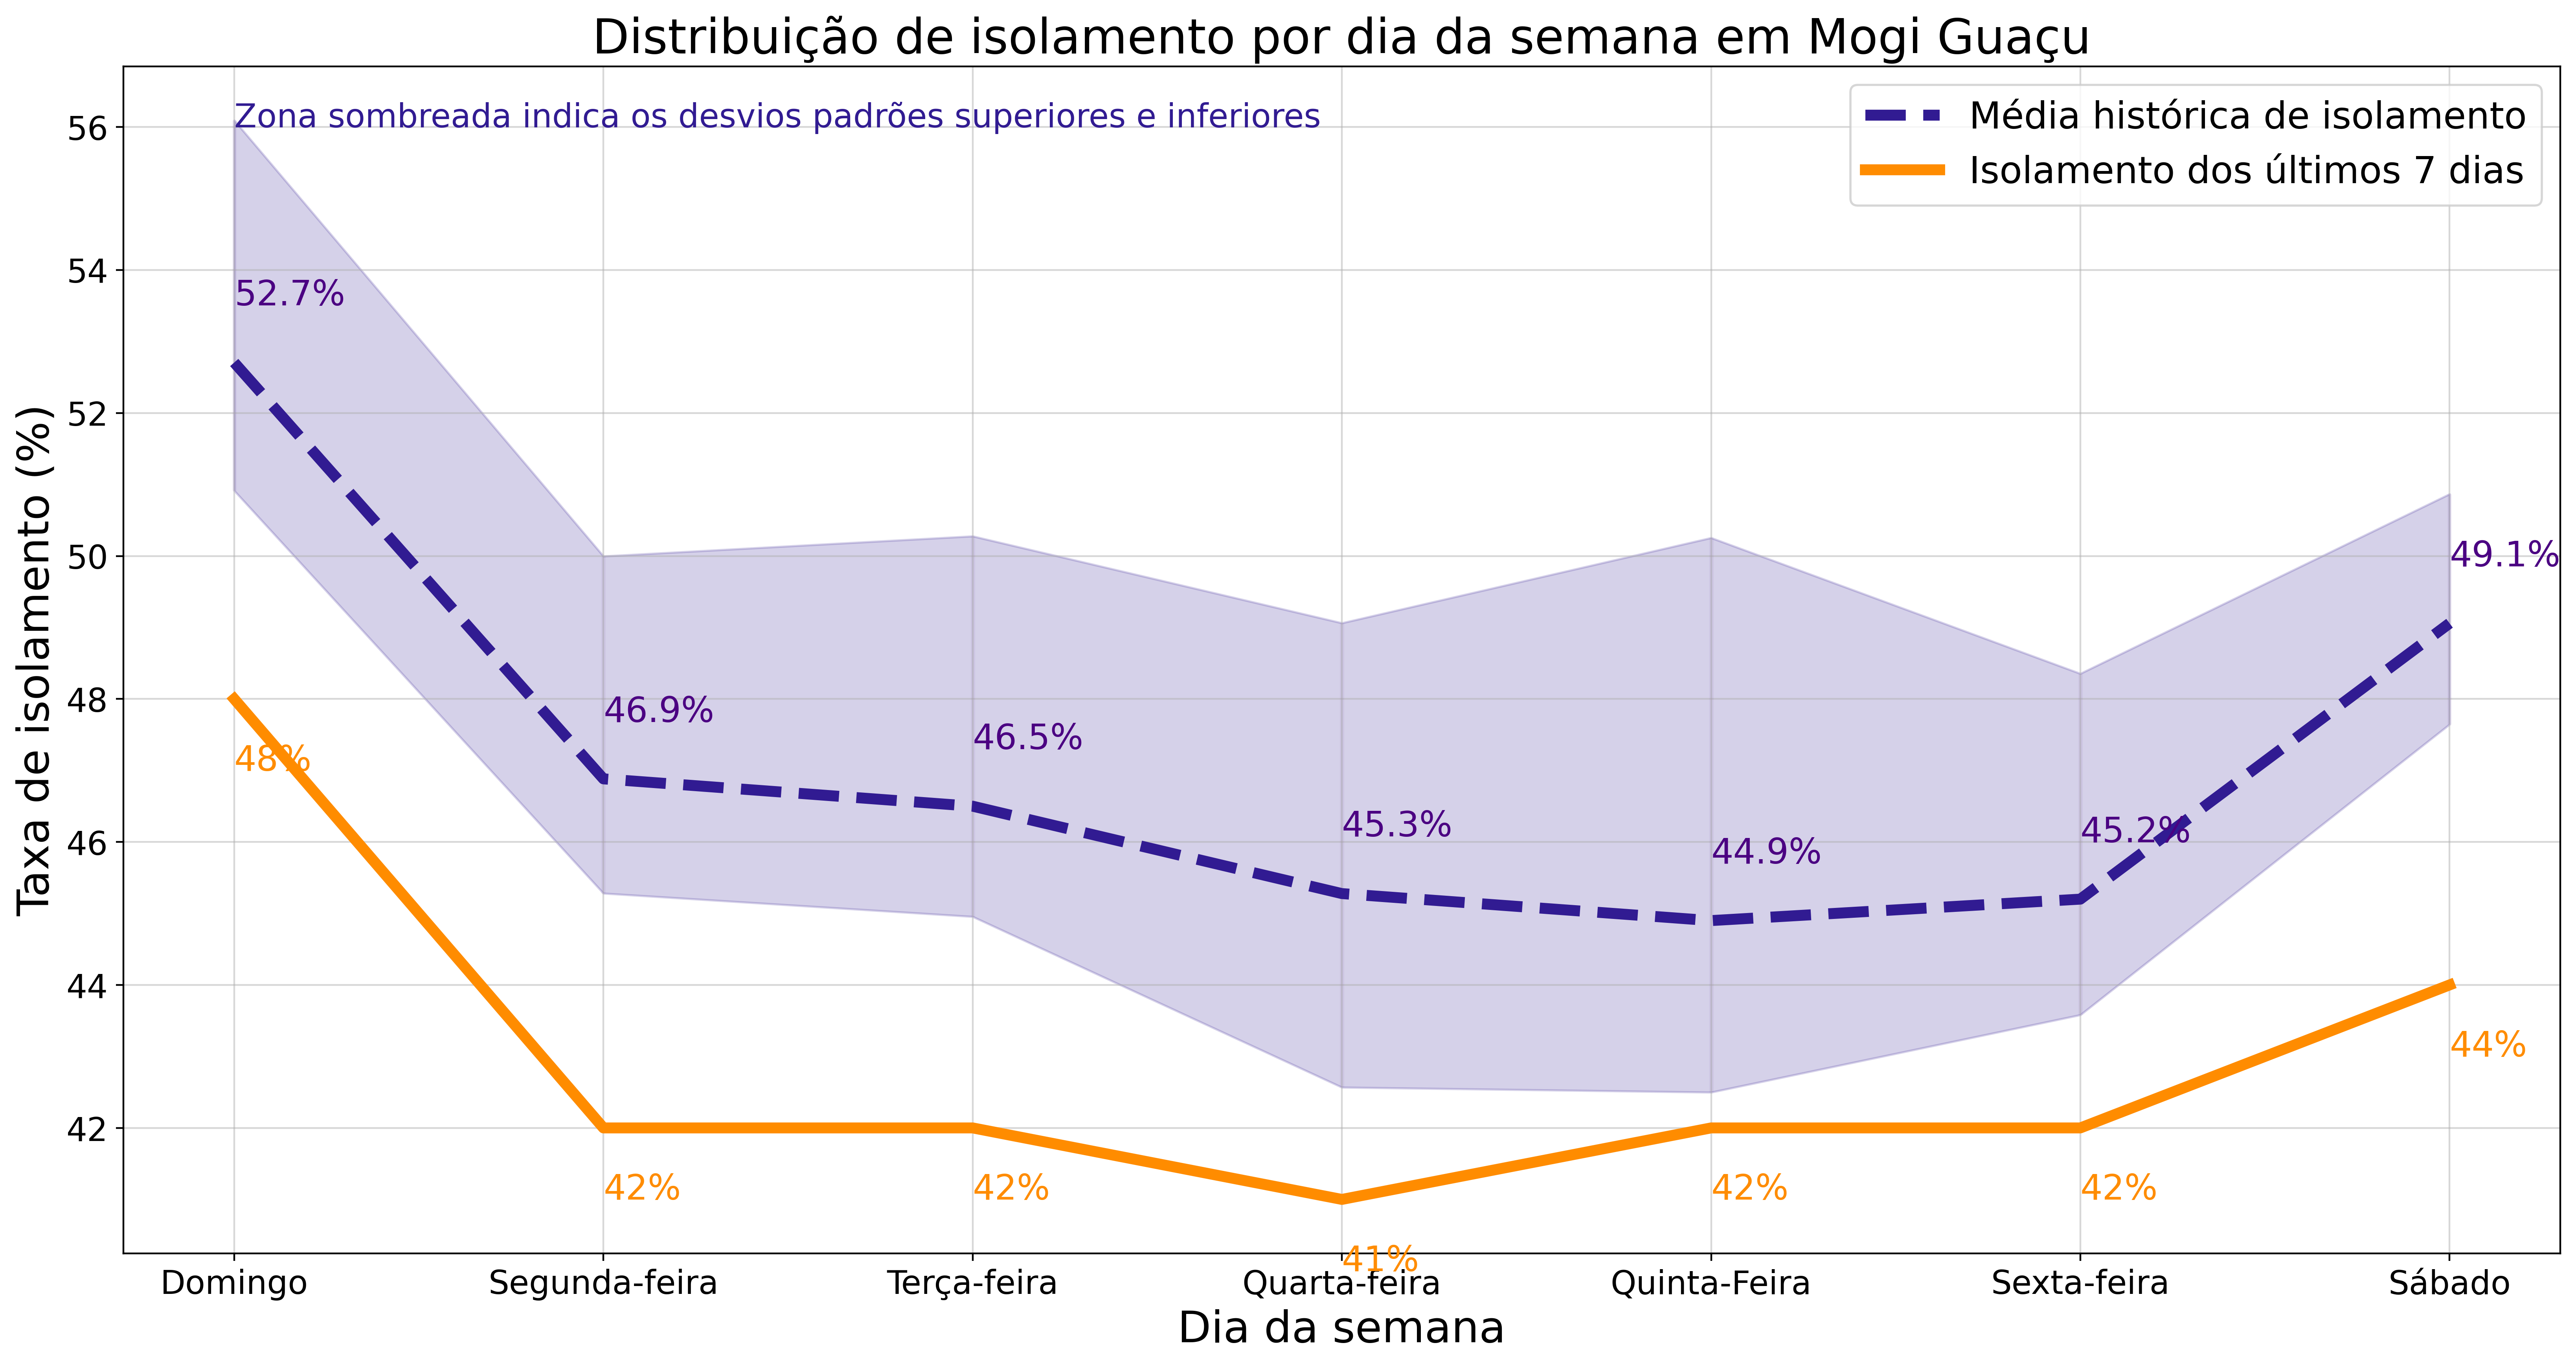 Distribuição de isolamento por dia da semana em Mogi Guaçu
Zona sombreada indica os desvios padrões superiores e inferiores
Média histórica de isolamento
Isolamento dos últimos 7 dias
Taxa de isolamento (%)
56
54
52
50
48
46
44
42
52.7%
46.9%
46.5%
45.3%
44.9%
45.2%
49.1%
48%
42%
42%
41%
42%
42%
44%
Domingo
Segunda-feira
Terça-feira
Quarta-feira
Quinta-Feira
Sexta-feira
Sábado
Dia da semana